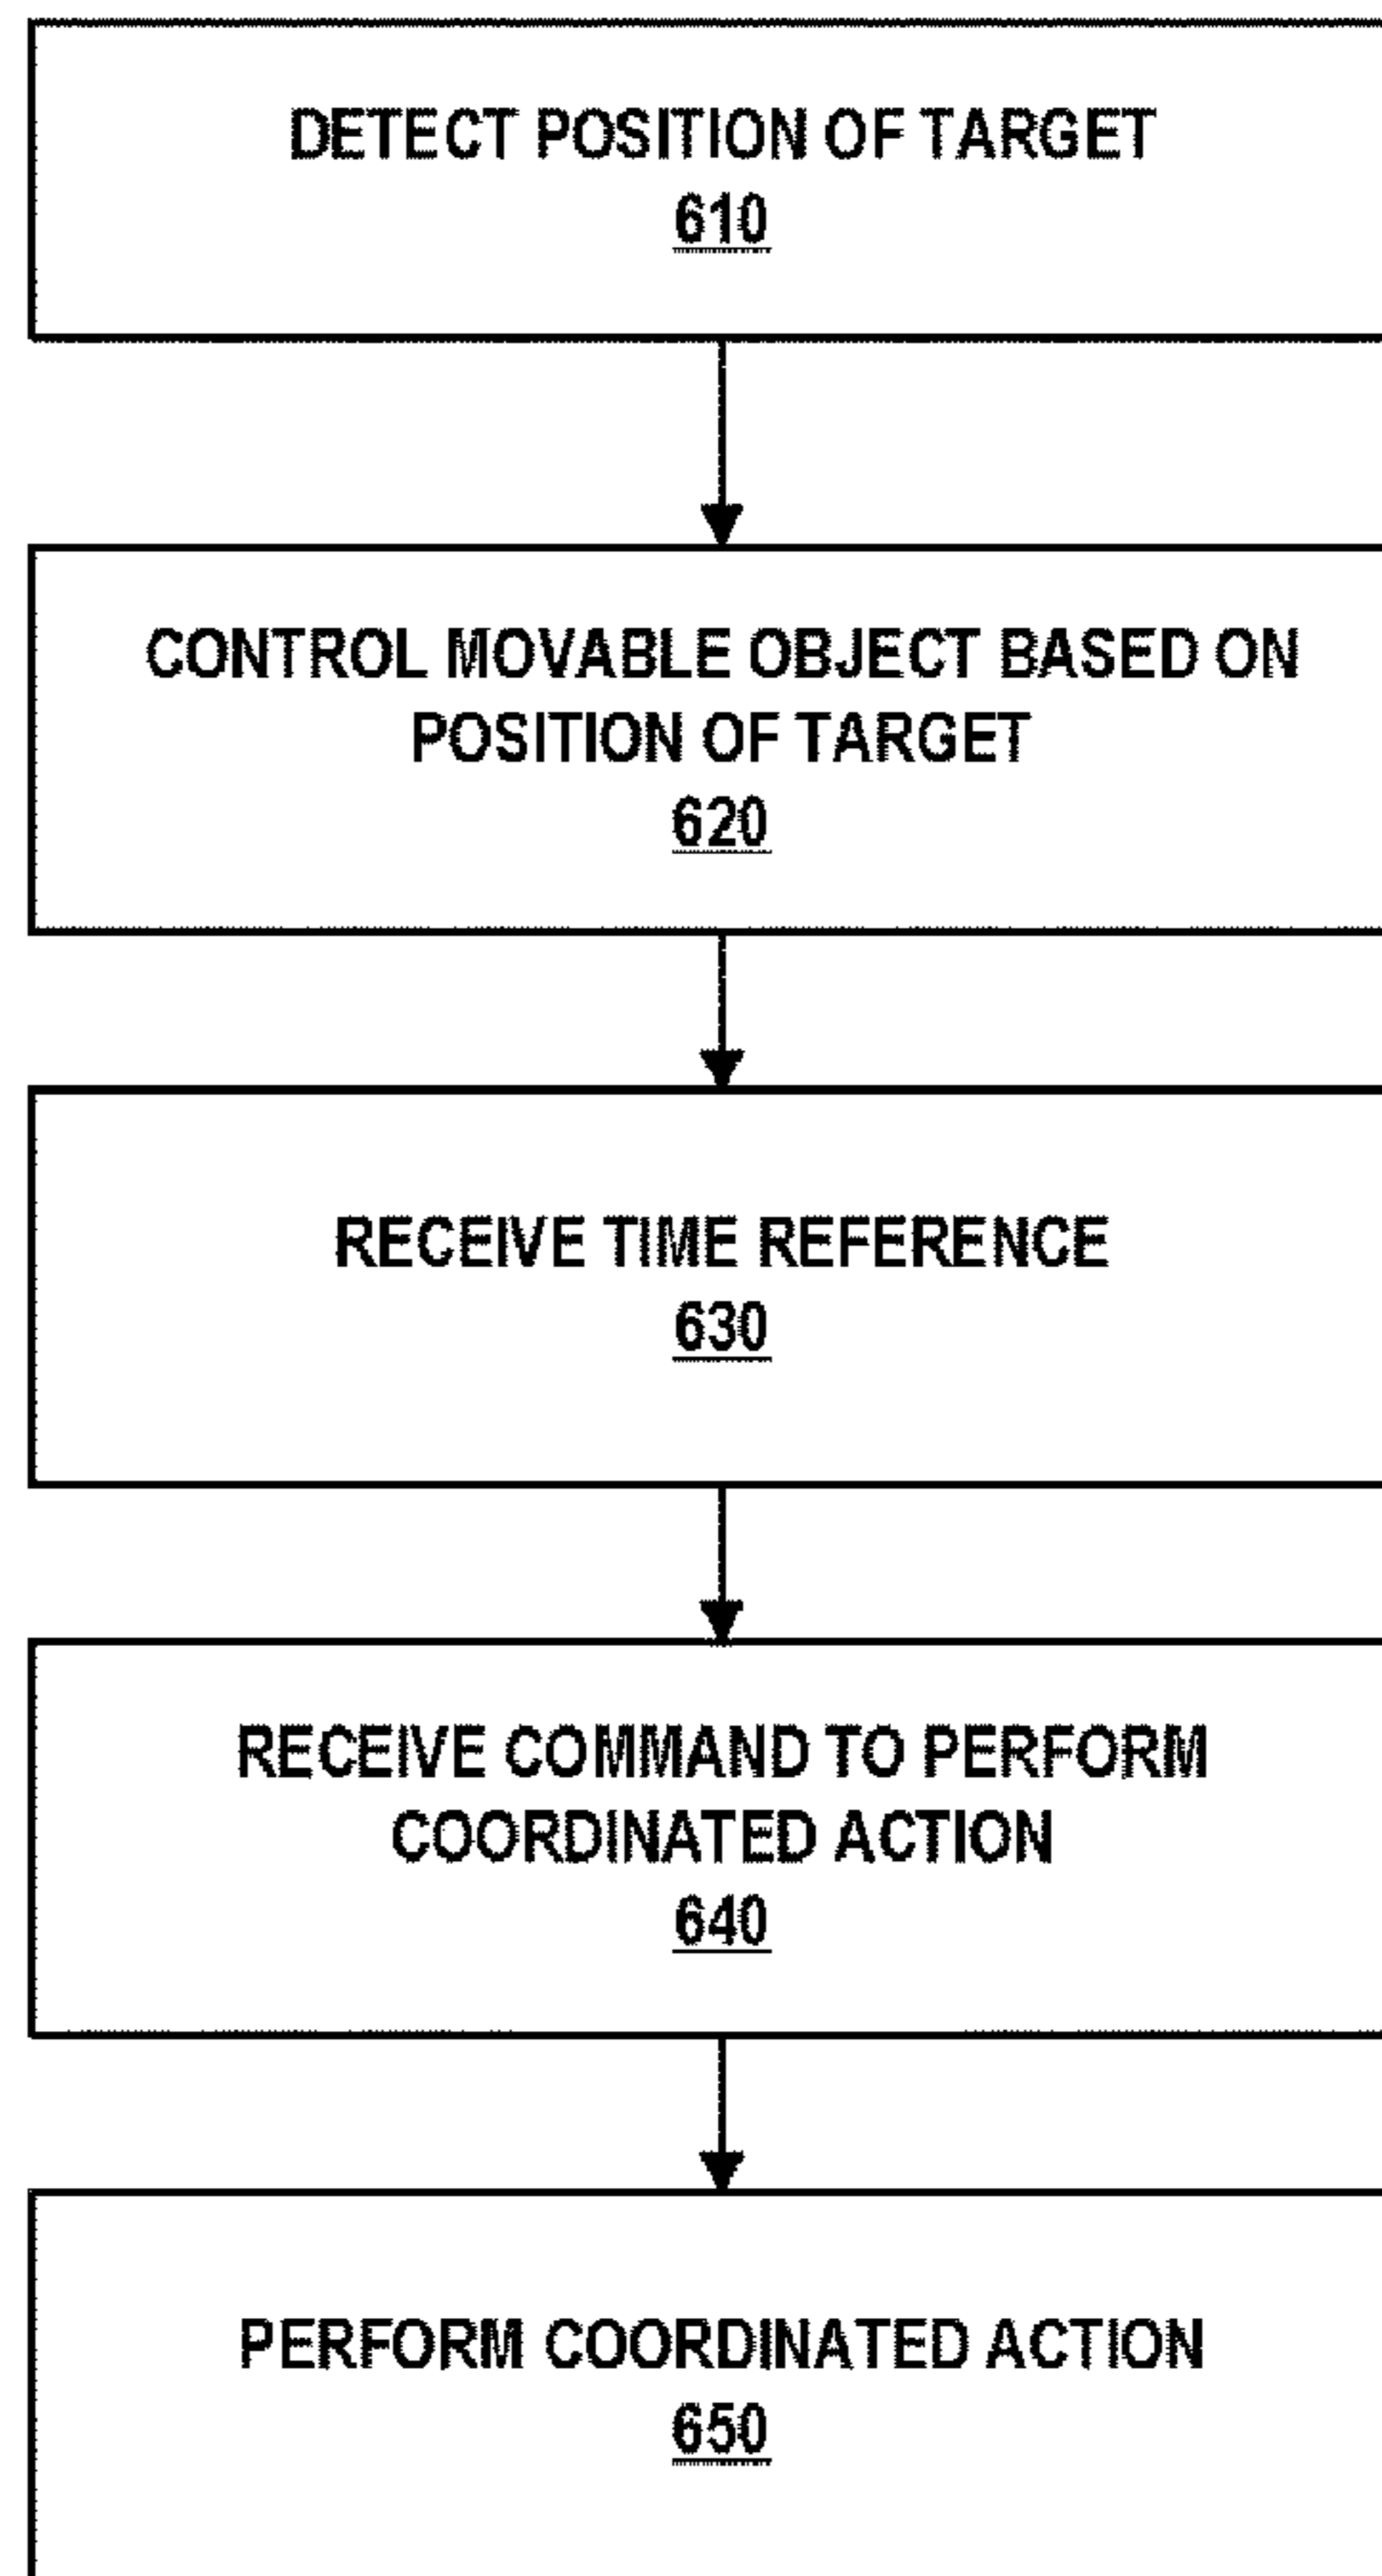 DETECT POSITION OF TARGET
610
CONTROL MOVABLE OBJECT BASED ON
POSITION OF TARGET
620
RECEIVE TIME REFERENCE
630
RECEIVE COMMAND TO PERFORM
COORDINATED ACTION
640
PERFORM COORDINATED ACTION
650